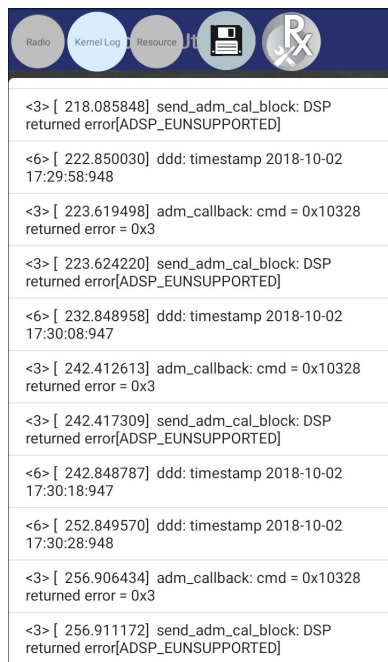 Radio
Kernel Log
Resource
Ut
Rx
<3> [  218.085848]  send_adm_cal_block: DSP
returned error[ADSP_EUNSUPPORTED]
<6> [  222.850030]  ddd: timestamp 2018-10-02
17:29:58:948
<3> [  223.619498]  adm_callback: cmd = 0x10328
returned error = 0x3
<3> [  223.624220]  send_adm_cal_block: DSP
returned error[ADSP_EUNSUPPORTED]
<6> [  232.848958]  ddd: timestamp 2018-10-02
17:30:08:947
<3> [  242.412613]  adm_callback: cmd = 0x10328
returned error = 0x3
<3> [  242.417309]  send_adm_cal_block: DSP
returned error[ADSP_EUNSUPPORTED]
<6> [  242.848787]  ddd: timestamp 2018-10-02
17:30:18:947
<6> [  252.849570]  ddd: timestamp 2018-10-02
17:30:28:948
<3> [  256.906434]  adm_callback: cmd = 0x10328
returned error = 0x3
<3> [  256.911172]  send_adm_cal_block: DSP
returned error[ADSP_EUNSUPPORTED]